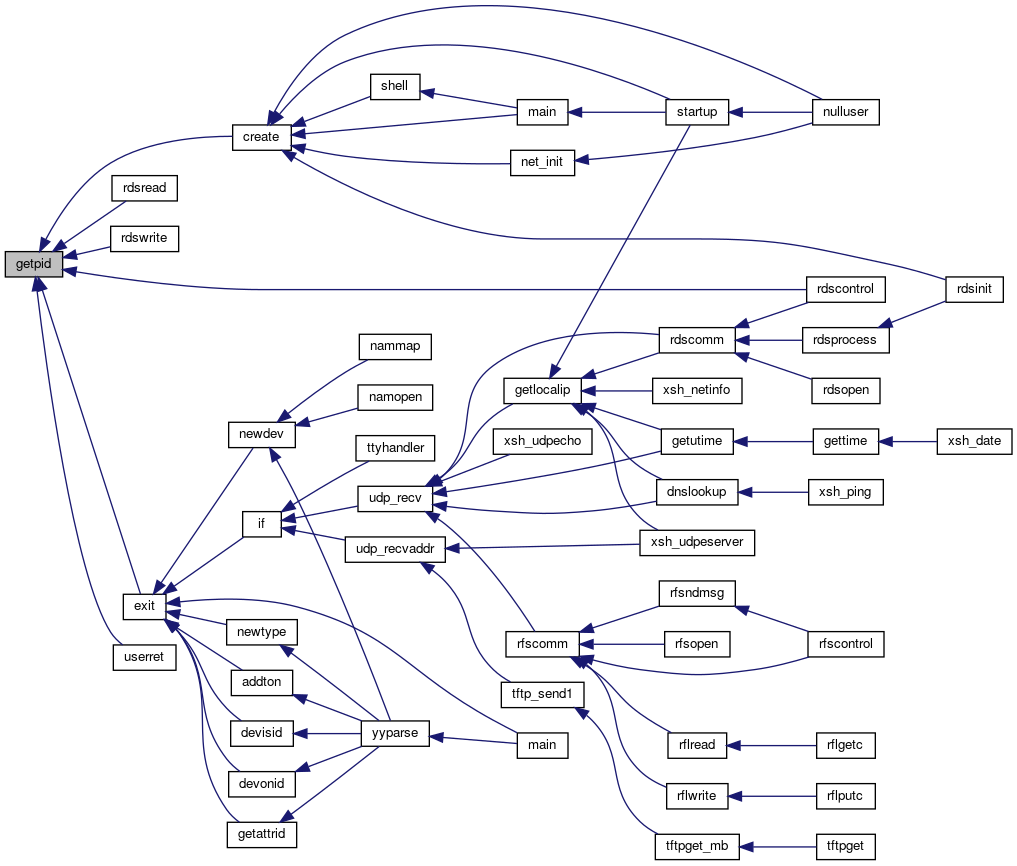 getpid
create
rdsread
rdswrite
exit
userret
shell
main
net_init
startup
nulluser
rdscontrol
rdsinit
rdscomm
rdsprocess
rdsopen
getlocalip
xsh_netinfo
nammap
namopen
newdev
ttyhandler
xsh_udpecho
getutime
gettime
xsh_date
if
udp_recv
dnslookup
xsh_ping
udp_recvaddr
xsh_udpeserver
newtype
addton
devisid
devonid
getattrid
yyparse
main
rfscomm
rfsndmsg
rfsopen
rfscontrol
tftp_send1
rflread
rflgetc
rflwrite
rflputc
tftpget_mb
tftpget